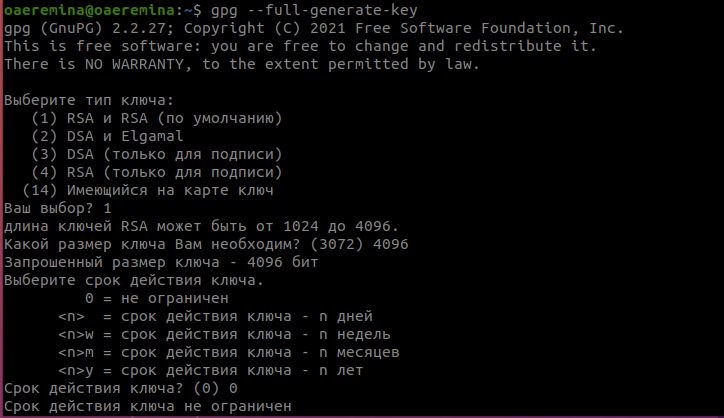 oaeremina@oaeremina:~$ gpg --full-generate-key
gpg (GnuPG) 2.2.27; Copyright (C) 2021 Free Software Foundation, Inc.
This is free software: you are free to change and redistribute it.
There is NO WARRANTY, to the extent permitted by law.

Выберите тип ключа:
   (1) RSA и RSA (по умолчанию)
   (2) DSA и Elgamal
   (3) DSA (только для подписи)
   (4) RSA (только для подписи)
  (14) Имеющийся на карте ключ
Ваш выбор? 1
длина ключей RSA может быть от 1024 до 4096.
Какой размер ключа Вам необходим? (3072) 4096
Запрошенный размер ключа - 4096 бит
Выберите срок действия ключа.
         0 = не ограничен
      <n>  = срок действия ключа - n дней
      <n>w = срок действия ключа - n недель
      <n>m = срок действия ключа - n месяцев
      <n>y = срок действия ключа - n лет
Срок действия ключа? (0) 0
Срок действия ключа не ограничен